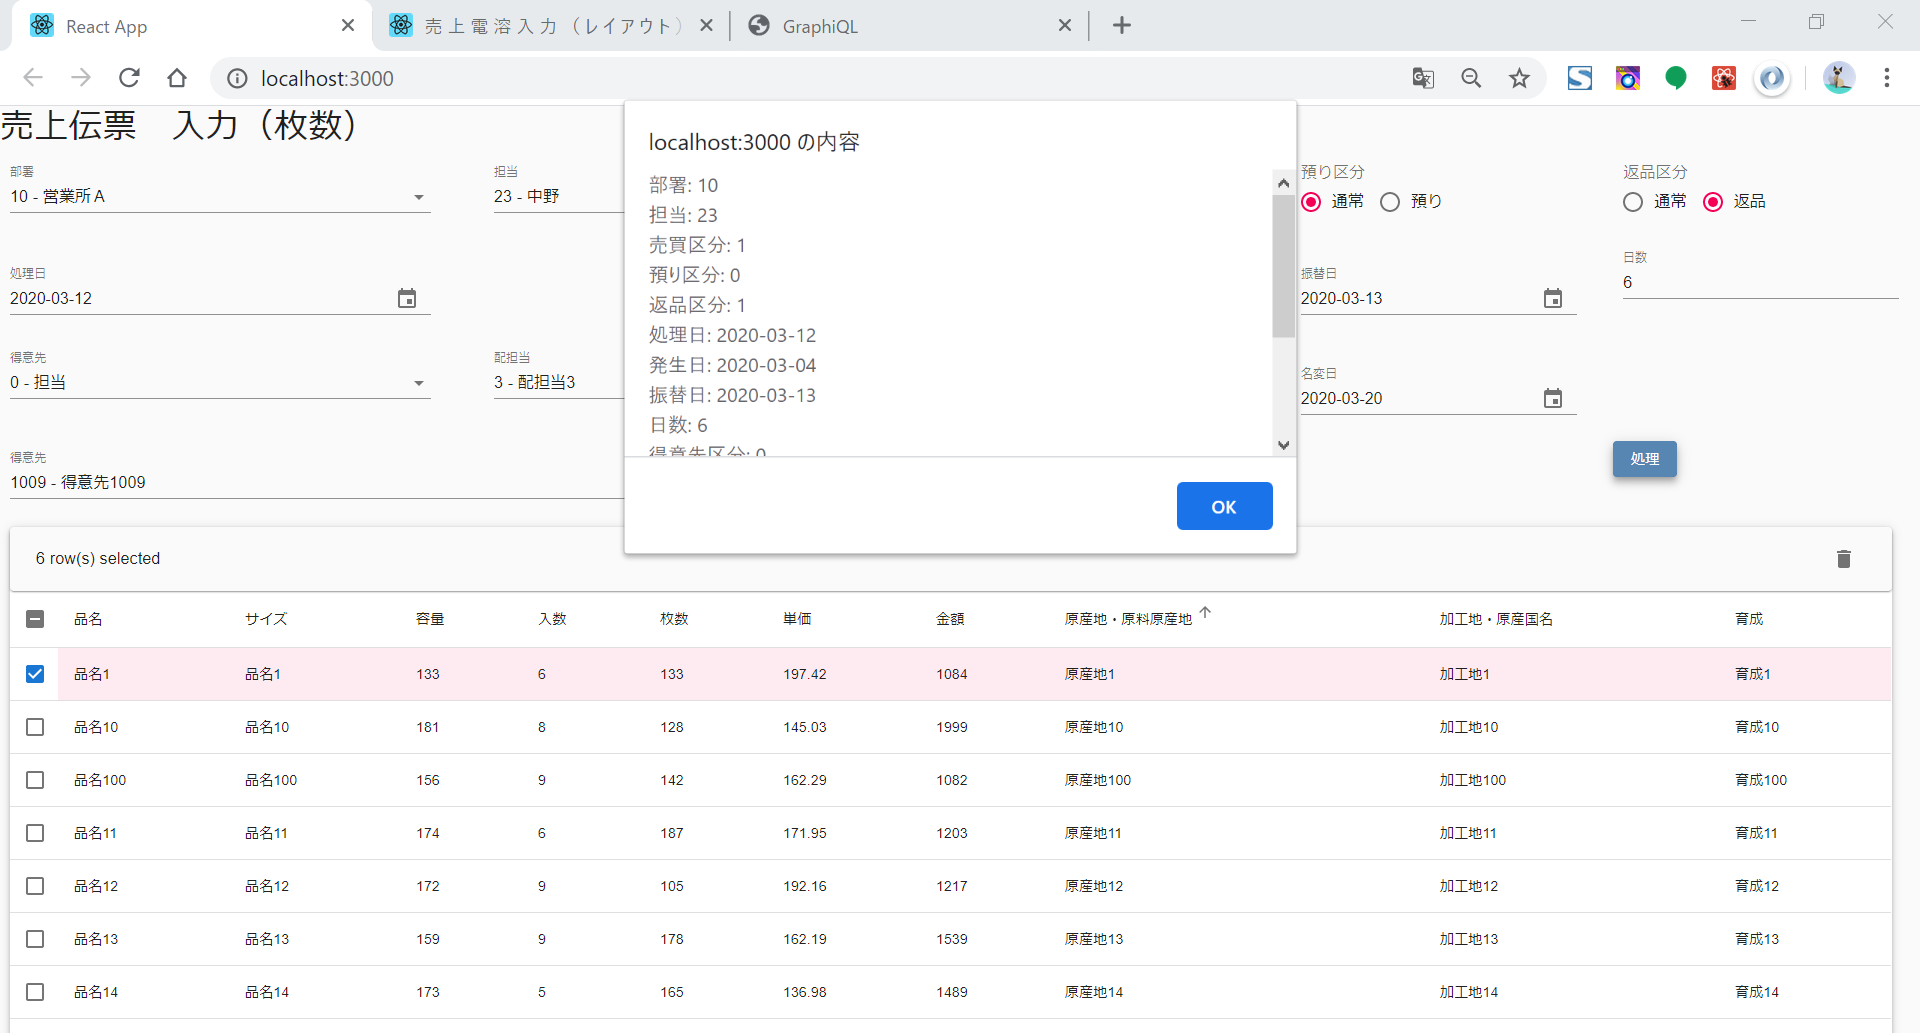 React App
売上電溶入力（レイアウト）
GraphiQL
localhost:3000
売上伝票　入力（枚数）
localhost:3000 の内容
部署: 10
担当: 23
売買区分: 1
預り区分: 0
返品区分: 1
処理日: 2020-03-12
発生日: 2020-03-04
振替日: 2020-03-13
日数: 6
得意先区分: 0
OK
部署
10 - 営業所Ａ
担当
23 - 中野
預り区分
通常 預り
返品区分
通常 返品
処理日
2020-03-12
振替日
2020-03-13
日数
6
得意先
0 - 担当
配担当
3 - 配担当3
名変日
2020-03-20
得意先
1009 - 得意先1009
処理
6 row(s) selected
品名 サイズ 容量 入数 枚数 単価 金額 原産地・原料原産地 加工地・原産国名 育成
品名1 品名1 133 6 133 197.42 1084 原産地1 加工地1 育成1
品名10 品名10 181 8 128 145.03 1999 原産地10 加工地10 育成10
品名100 品名100 156 9 142 162.29 1082 原産地100 加工地100 育成100
品名11 品名11 174 6 187 171.95 1203 原産地11 加工地11 育成11
品名12 品名12 172 9 105 192.16 1217 原産地12 加工地12 育成12
品名13 品名13 159 9 178 162.19 1539 原産地13 加工地13 育成13
品名14 品名14 173 5 165 136.98 1489 原産地14 加工地14 育成14